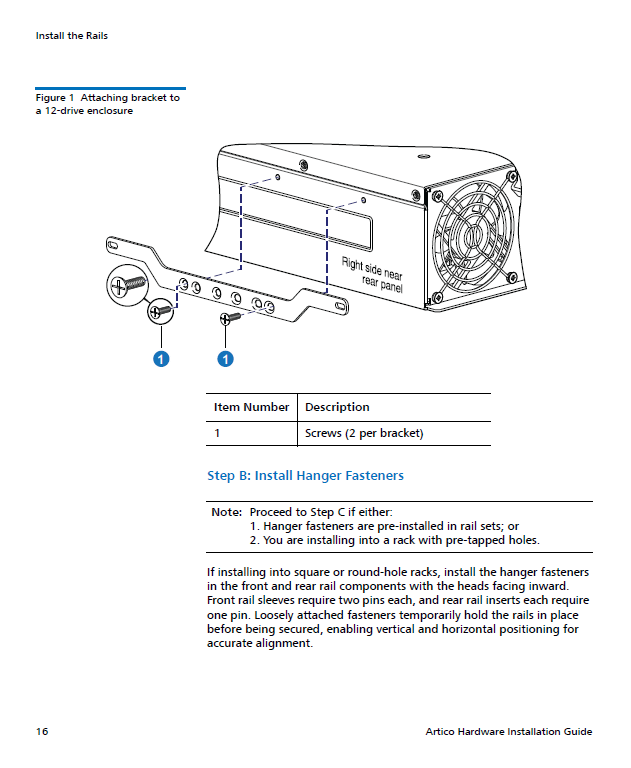 Install the Rails
Figure 1  Attaching bracket to
a 12-drive enclosure
Right side near
rear panel
1
1
Item Number  Description
1  Screws (2 per bracket)
Step B: Install Hanger Fasteners
Note:  Proceed to Step C if either:
1. Hanger fasteners are pre-installed in rail sets; or
2. You are installing into a rack with pre-tapped holes.
If installing into square or round-hole racks, install the hanger fasteners
in the front and rear rail components with the heads facing inward.
Front rail sleeves require two pins each, and rear rail inserts each require
one pin. Loosely attached fasteners temporarily hold the rails in place
before being secured, enabling vertical and horizontal positioning for
accurate alignment.
16  Artico Hardware Installation Guide